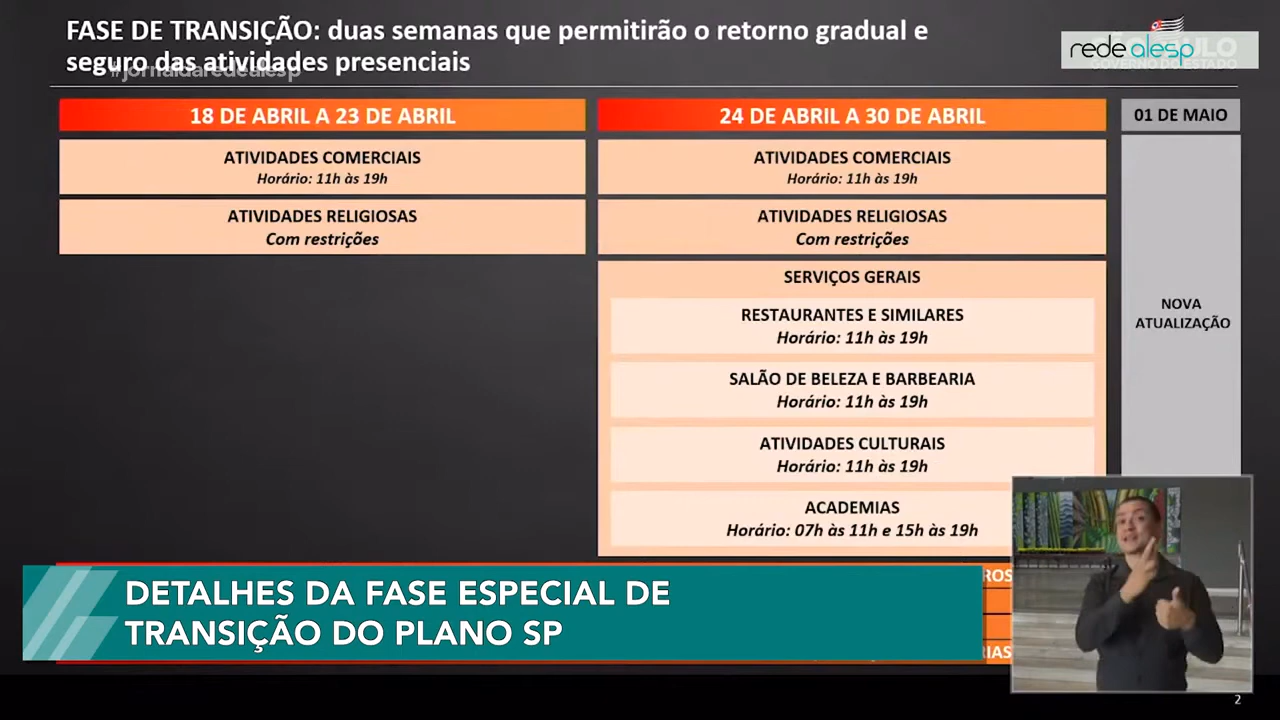 FASE DE TRANSIÇÃO: duas semanas que permitirão o retorno gradual e
seguro das atividades presenciais
#jornaldaredealesp
rede alesp
GOVERNO DO ESTADO
18 DE ABRIL A 23 DE ABRIL
24 DE ABRIL A 30 DE ABRIL
01 DE MAIO
ATIVIDADES COMERCIAIS
Horário: 11h às 19h
ATIVIDADES RELIGIOSAS
Com restrições
ATIVIDADES COMERCIAIS
Horário: 11h às 19h
ATIVIDADES RELIGIOSAS
Com restrições
SERVIÇOS GERAIS
RESTAURANTES E SIMILARES
Horário: 11h às 19h
SALÃO DE BELEZA E BARBEARIA
Horário: 11h às 19h
ATIVIDADES CULTURAIS
Horário: 11h às 19h
ACADEMIAS
Horário: 07h às 11h e 15h às 19h
NOVA
ATUALIZAÇÃO
DETALHES DA FASE ESPECIAL DE
TRANSIÇÃO DO PLANO SP
2